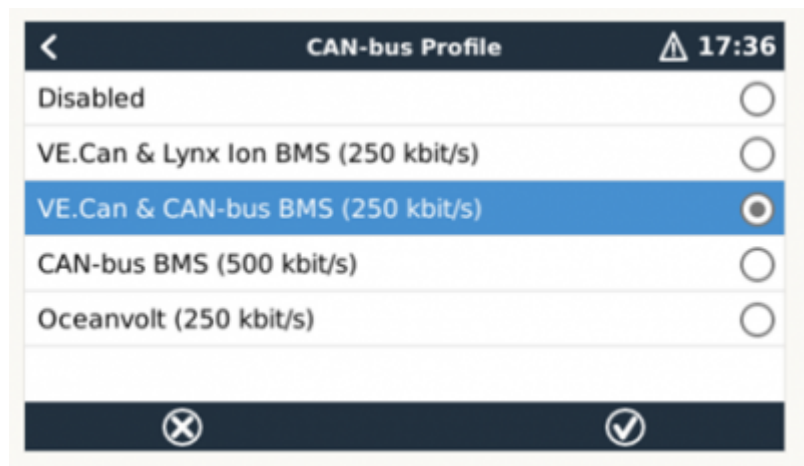 CAN-bus Profile 17:36
Disabled
VE.Can & Lynx Ion BMS (250 kbit/s)
VE.Can & CAN-bus BMS (250 kbit/s)
CAN-bus BMS (500 kbit/s)
Oceanvolt (250 kbit/s)